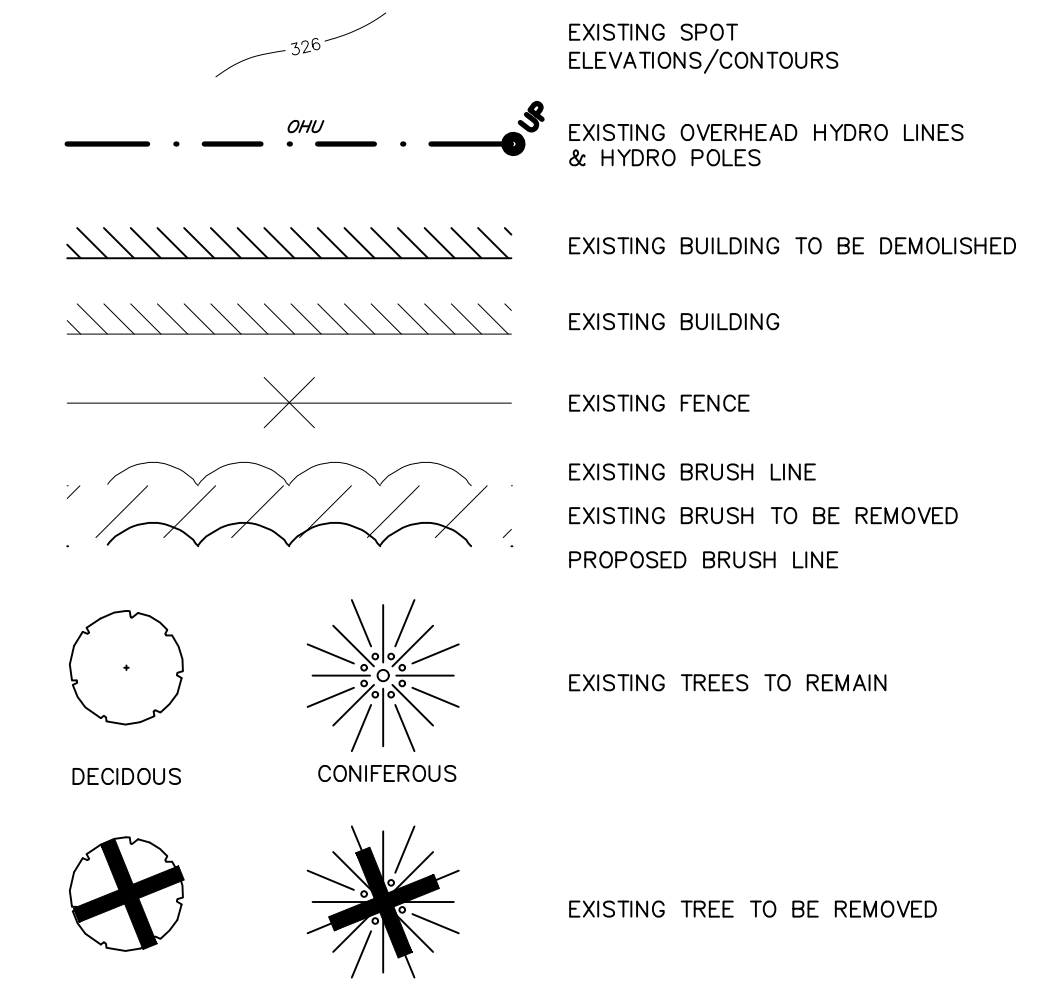 326
EXISTING SPOT
ELEVATIONS/CONTOURS
OHU
UP
EXISTING OVERHEAD HYDRO LINES
& HYDRO POLES
EXISTING BUILDING TO BE DEMOLISHED
EXISTING BUILDING
EXISTING FENCE
EXISTING BRUSH LINE
EXISTING BRUSH TO BE REMOVED
PROPOSED BRUSH LINE
EXISTING TREES TO REMAIN
DECIDOUS
CONIFEROUS
EXISTING TREE TO BE REMOVED